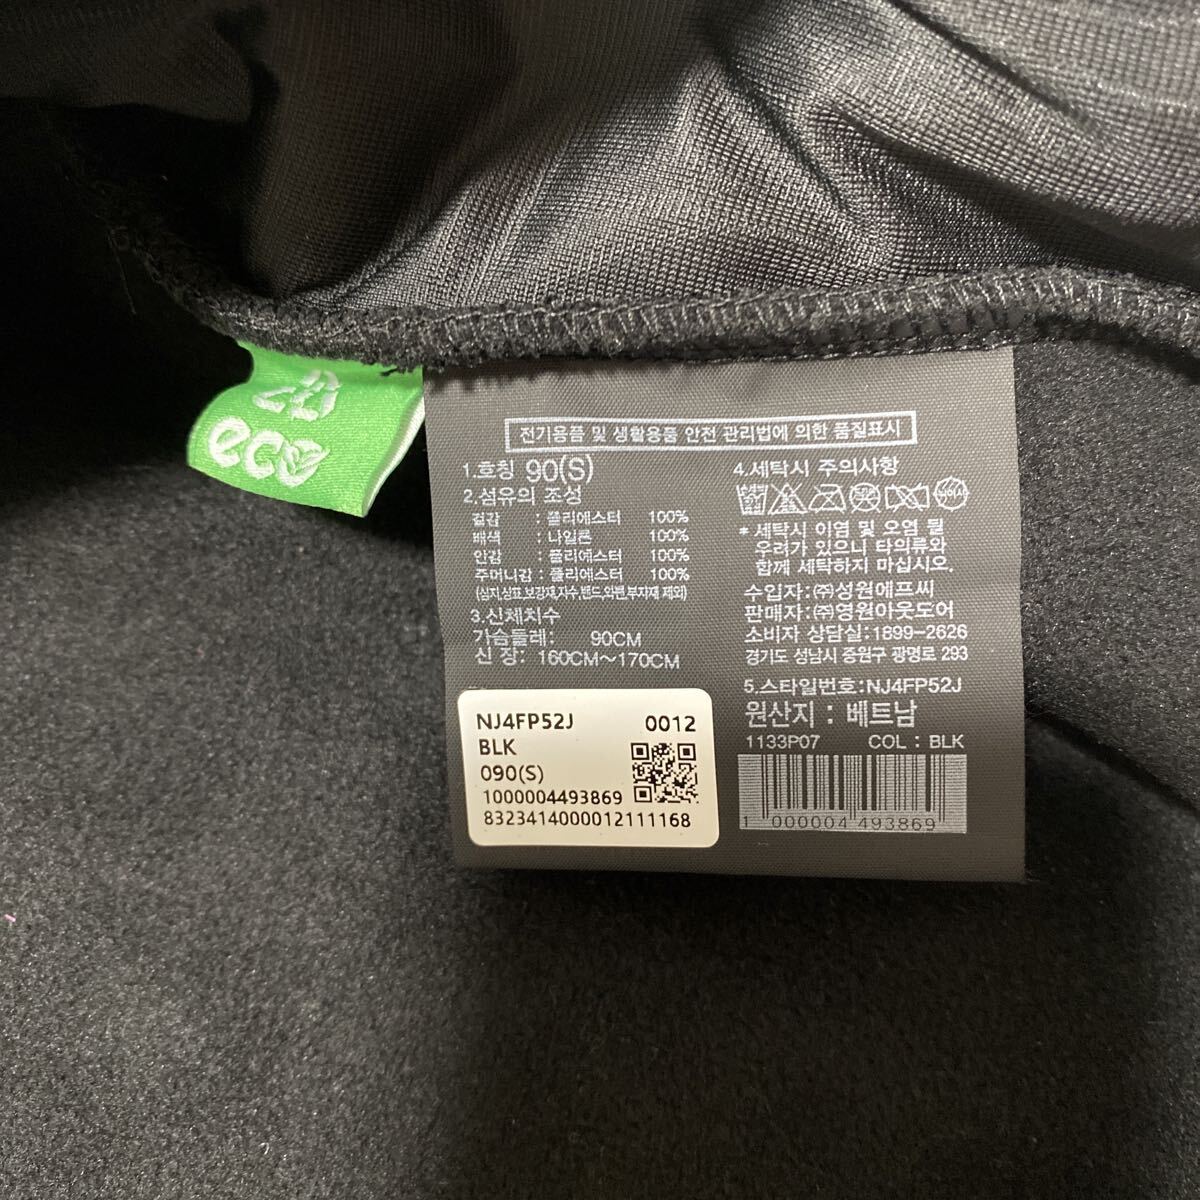 eco
전기용품 및 생활용품 안전 관리법에 의한 품질표시
1.호칭 90(S)
2.섬유의 조성
겉감 : 폴리에스터 100%
배색 : 나일론 100%
안감 : 폴리에스터 100%
주머니감 : 폴리에스터 100%
(심지,상표,보강재,자수,밴드,와펜,부자재 제외)
3.신체치수
가슴둘레: 90CM
신 장: 160CM~170CM
4.세탁시 주의사항
* 세탁시 이염 및 오염 될
우려가 있으니 타의류와
함께 세탁하지 마십시오.
수입자:(주)성원에프씨
판매자:(주)영원아웃도어
소비자 상담실:1899-2626
경기도 성남시 중원구 광명로 293
5.스타일번호:NJ4FP52J
원산지 : 베트남
1133P07 COL : BLK
1 000004 493869
NJ4FP52J 0012
BLK
090(S)
1000004493869
8323414000012111168